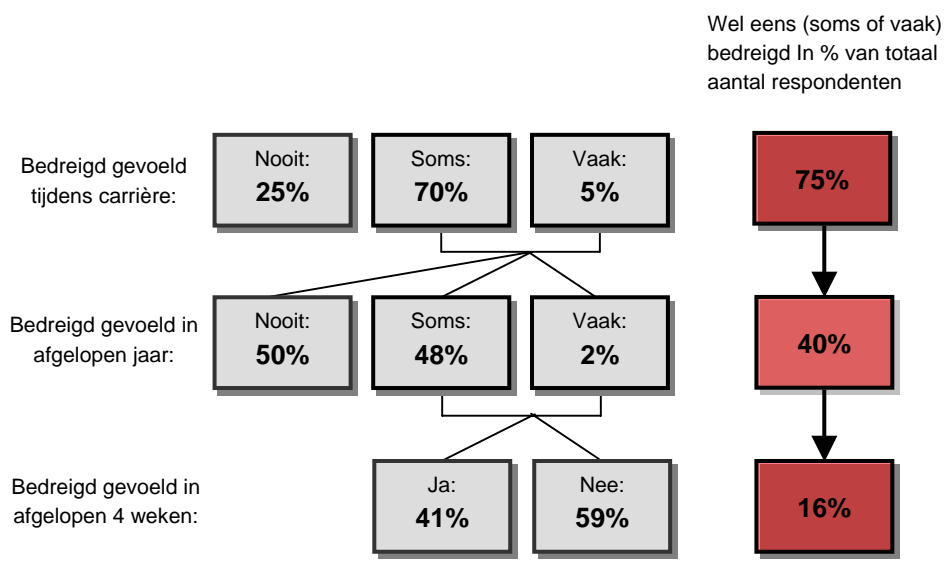 Wel eens (soms of vaak)
bedreigd In % van totaal
aantal respondenten
Bedreigd gevoeld
tijdens carrière:
Nooit:
25%
Soms:
70%
Vaak:
5%
75%
Bedreigd gevoeld in
afgelopen jaar:
Nooit:
50%
Soms:
48%
Vaak:
2%
40%
Bedreigd gevoeld in
afgelopen 4 weken:
Ja:
41%
Nee:
59%
16%